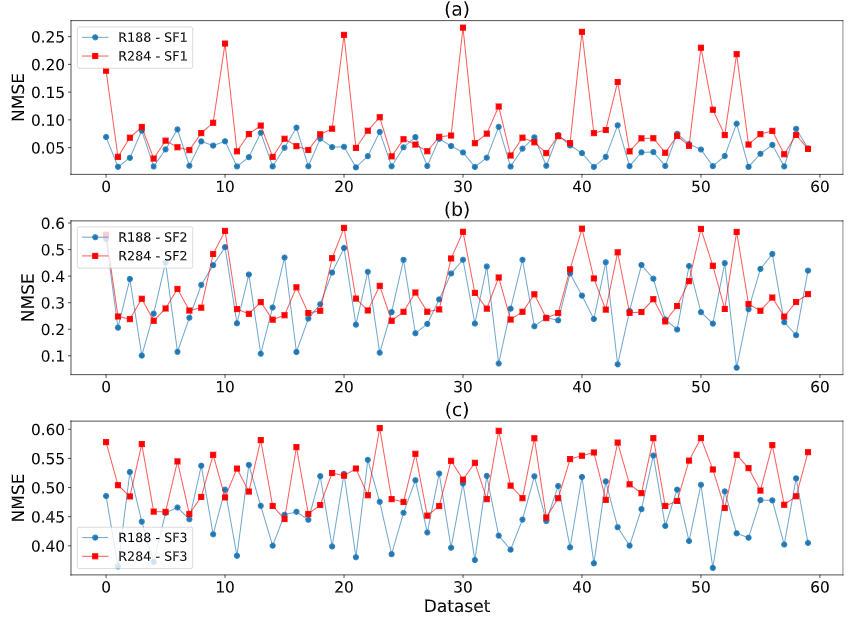 (a)
NMSE
0.25
0.20
0.15
0.10
0.05
R188 - SF1
R284 - SF1
0 10 20 30 40 50 60
(b)
NMSE
0.6
0.5
0.4
0.3
0.2
0.1
R188 - SF2
R284 - SF2
0 10 20 30 40 50 60
(c)
NMSE
0.60
0.55
0.50
0.45
0.40
R188 - SF3
R284 - SF3
0 10 20 30 40 50 60
Dataset